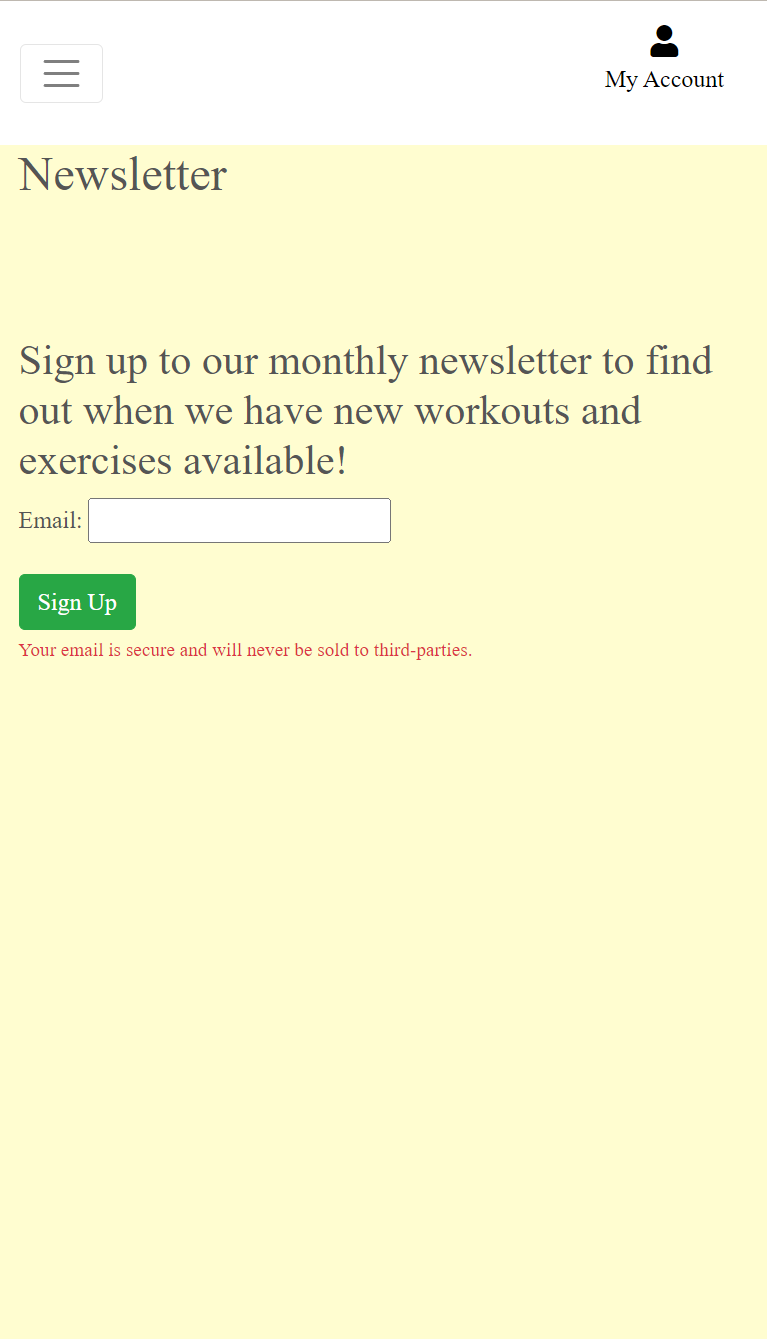 My Account
Newsletter
Sign up to our monthly newsletter to find
out when we have new workouts and
exercises available!
Email:
Sign Up
Your email is secure and will never be sold to third-parties.